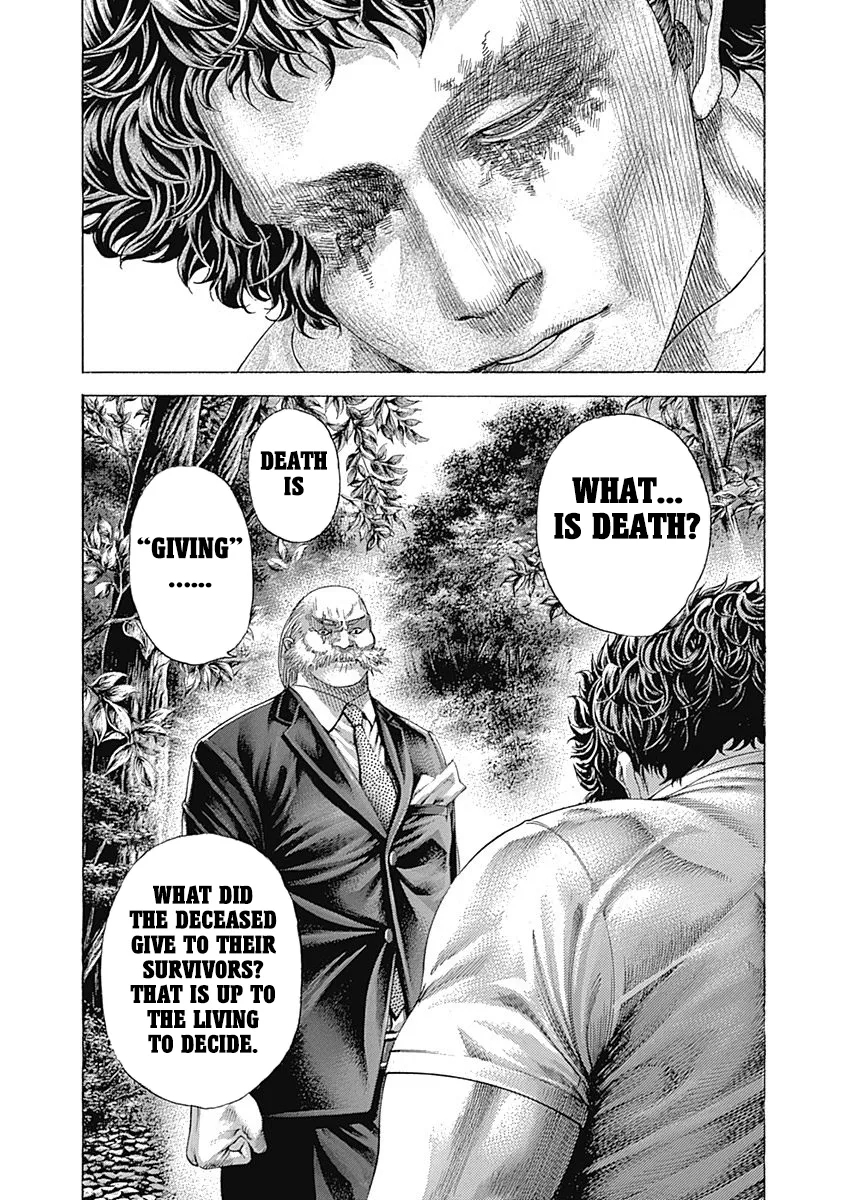 WHAT...
IS DEATH?
DEATH
IS
“GIVING”
......
WHAT DID
THE DECEASED
GIVE TO THEIR
SURVIVORS?
THAT IS UP TO
THE LIVING
TO DECIDE.